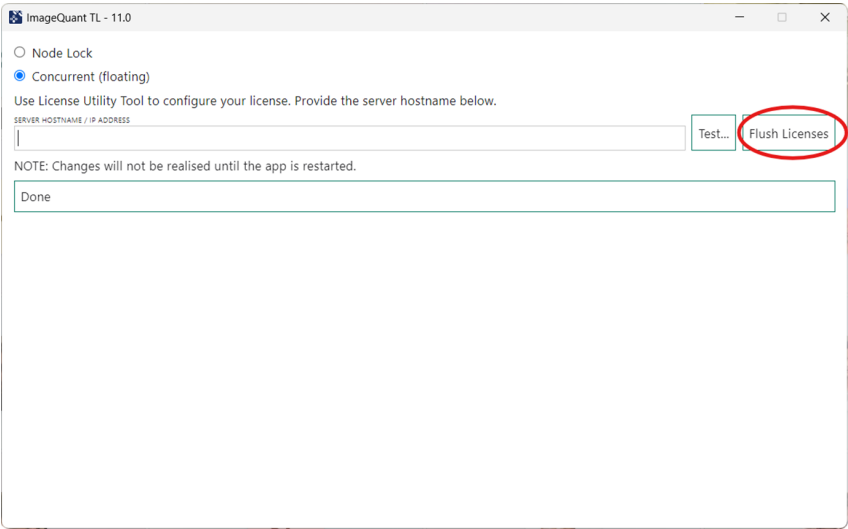 ImageQuant TL - 11.0
Node Lock
Concurrent (floating)
Use License Utility Tool to configure your license. Provide the server hostname below.
SERVER HOSTNAME / IP ADDRESS
Test... Flush Licenses
NOTE: Changes will not be realised until the app is restarted.
Done